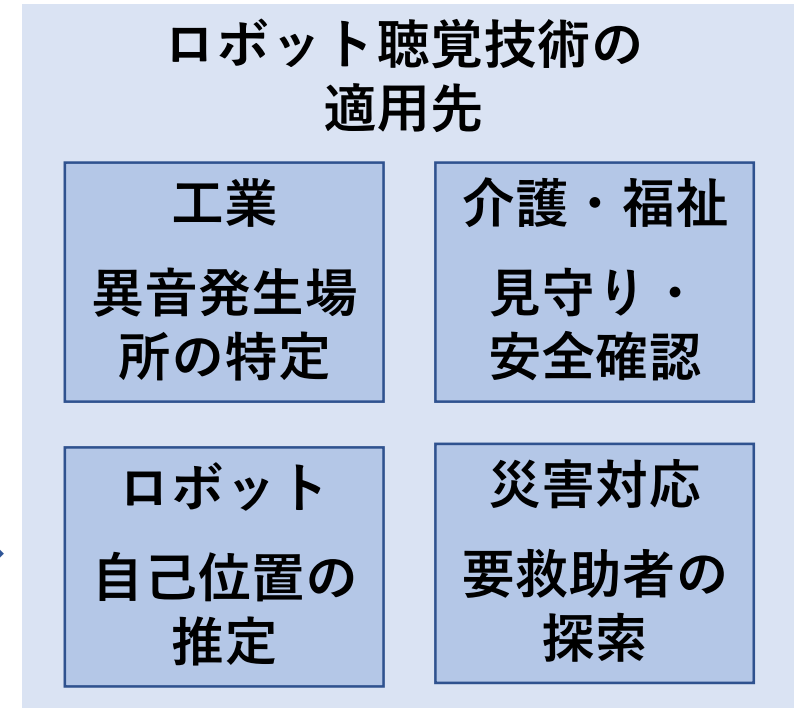 ロボット聴覚技術の
適用先
工業
異音発生場
所の特定
介護・福祉
見守り・
安全確認
ロボット
自己位置の
推定
災害対応
要救助者の
探索